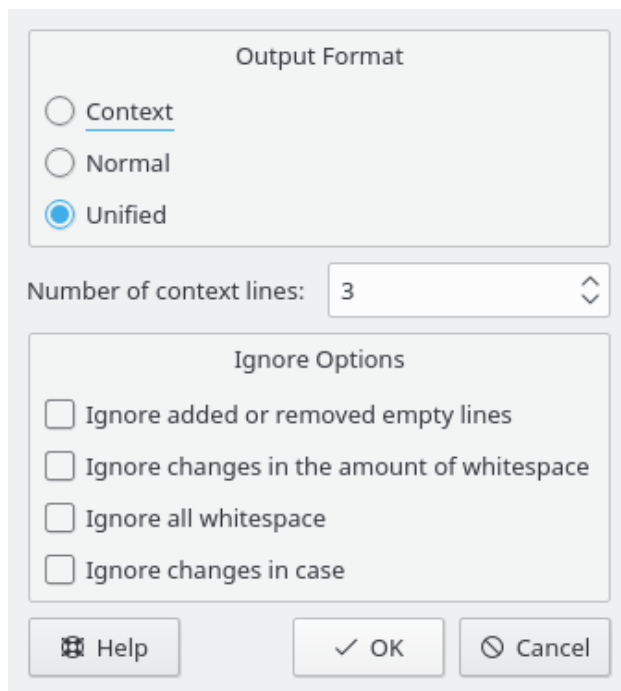 Output Format
Context
Normal
Unified
Number of context lines: 3
Ignore Options
Ignore added or removed empty lines
Ignore changes in the amount of whitespace
Ignore all whitespace
Ignore changes in case
Help OK Cancel